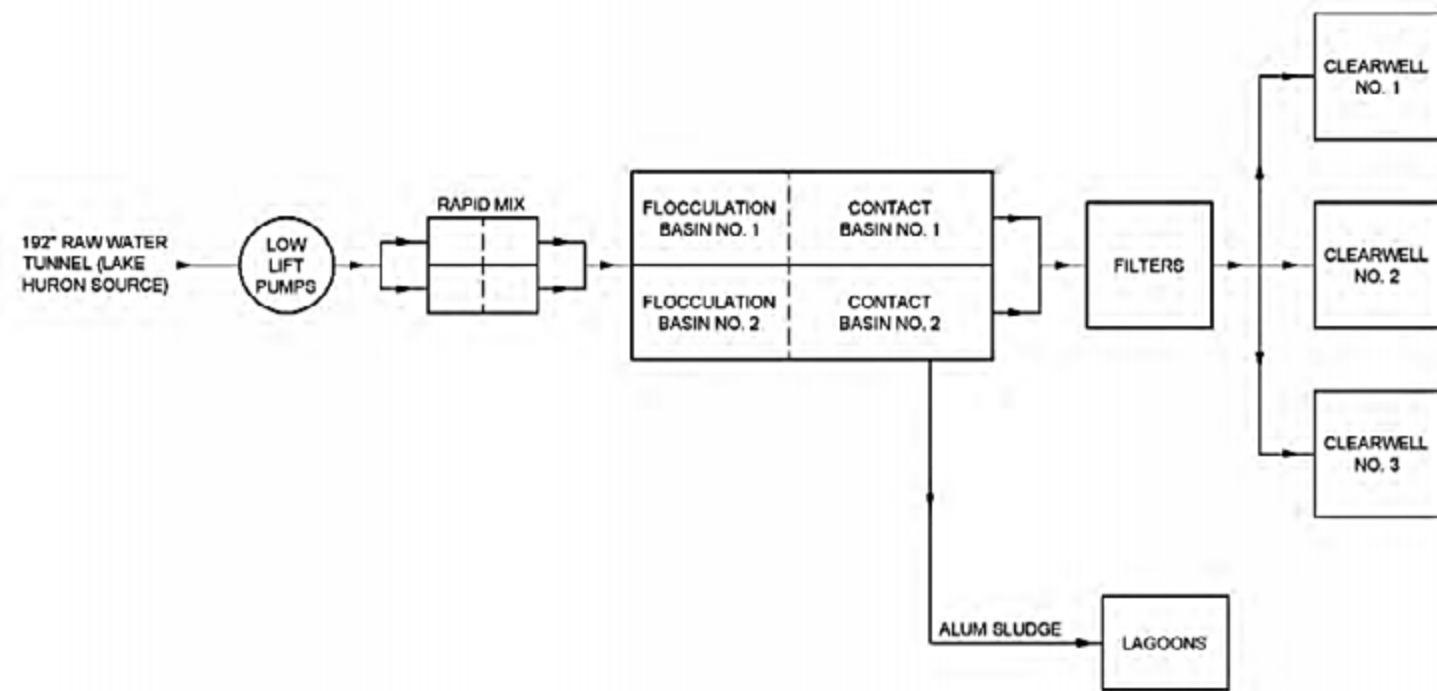 192" RAW WATER
TUNNEL (LAKE
HURON SOURCE)
LOW
LIFT
PUMPS
RAPID MIX
FLOCCULATION
BASIN NO. 1
CONTACT
BASIN NO. 1
FLOCCULATION
BASIN NO. 2
CONTACT
BASIN NO. 2
FILTERS
CLEARWELL
NO. 1
CLEARWELL
NO. 2
CLEARWELL
NO. 3
ALUM SLUDGE
LAGOONS